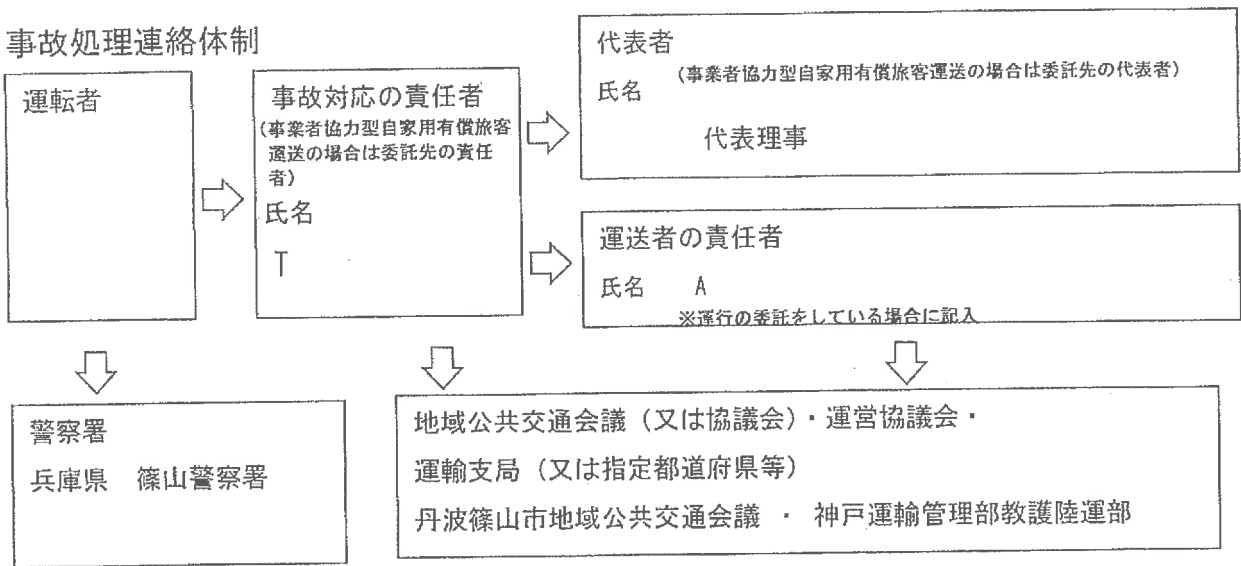 事故処理連絡体制
運転者
事故対応の責任者
(事業者協力型自家用有償旅客
運送の場合は委託先の責任
者)
氏名
T
代表者
(事業者協力型自家用有償旅客運送の場合は委託先の代表者)
氏名
代表理事
運送者の責任者
氏名 A
※運行の委託をしている場合に記入
警察署
兵庫県 篠山警察署
地域公共交通会議(又は協議会)・運営協議会・
運輸支局(又は指定都道府県等)
丹波篠山市地域公共交通会議 ・ 神戸運輸管理部教護陸運部